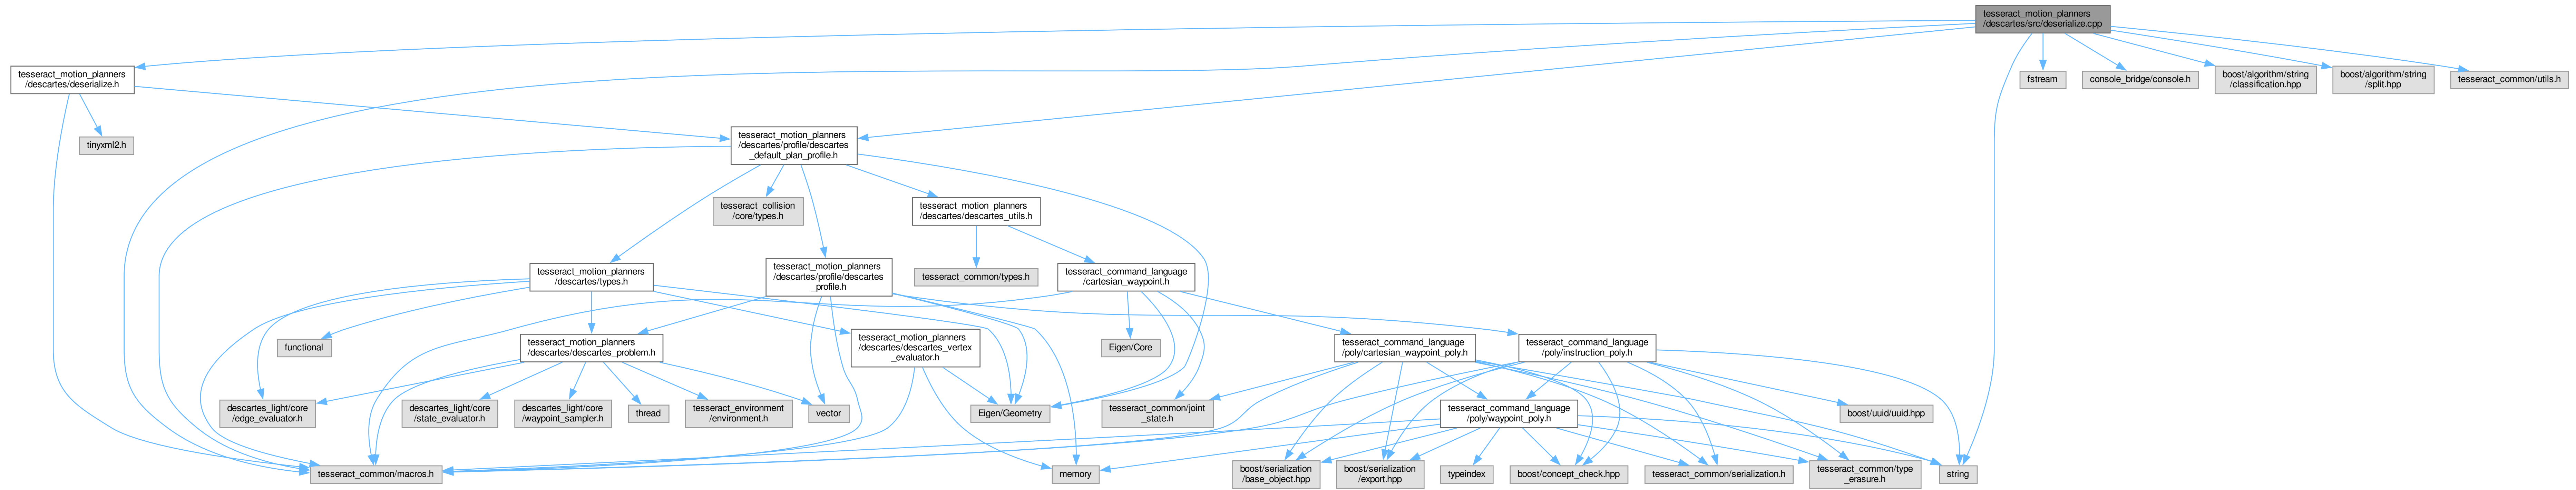 tesseract_motion_planners
/descartes/src/deserialize.cpp
tesseract_motion_planners
/descartes/deserialize.h
fstream
console_bridge/console.h
boost/algorithm/string
/classification.hpp
boost/algorithm/string
/split.hpp
tesseract_common/utils.h
tinyxml2.h
tesseract_motion_planners
/descartes/profile/descartes
_default_plan_profile.h
tesseract_collision
/core/types.h
tesseract_motion_planners
/descartes/descartes_utils.h
tesseract_motion_planners
/descartes/types.h
tesseract_motion_planners
/descartes/profile/descartes
_profile.h
tesseract_common/types.h
tesseract_command_language
/cartesian_waypoint.h
functional
tesseract_motion_planners
/descartes/descartes_problem.h
tesseract_motion_planners
/descartes/descartes_vertex
_evaluator.h
Eigen/Core
tesseract_command_language
/poly/cartesian_waypoint_poly.h
tesseract_command_language
/poly/instruction_poly.h
descartes_light/core
/edge_evaluator.h
descartes_light/core
/state_evaluator.h
descartes_light/core
/waypoint_sampler.h
thread
tesseract_environment
/environment.h
vector
Eigen/Geometry
tesseract_common/joint
_state.h
tesseract_command_language
/poly/waypoint_poly.h
boost/uuid/uuid.hpp
tesseract_common/macros.h
memory
boost/serialization
/base_object.hpp
boost/serialization
/export.hpp
typeindex
boost/concept_check.hpp
tesseract_common/serialization.h
tesseract_common/type
_erasure.h
string